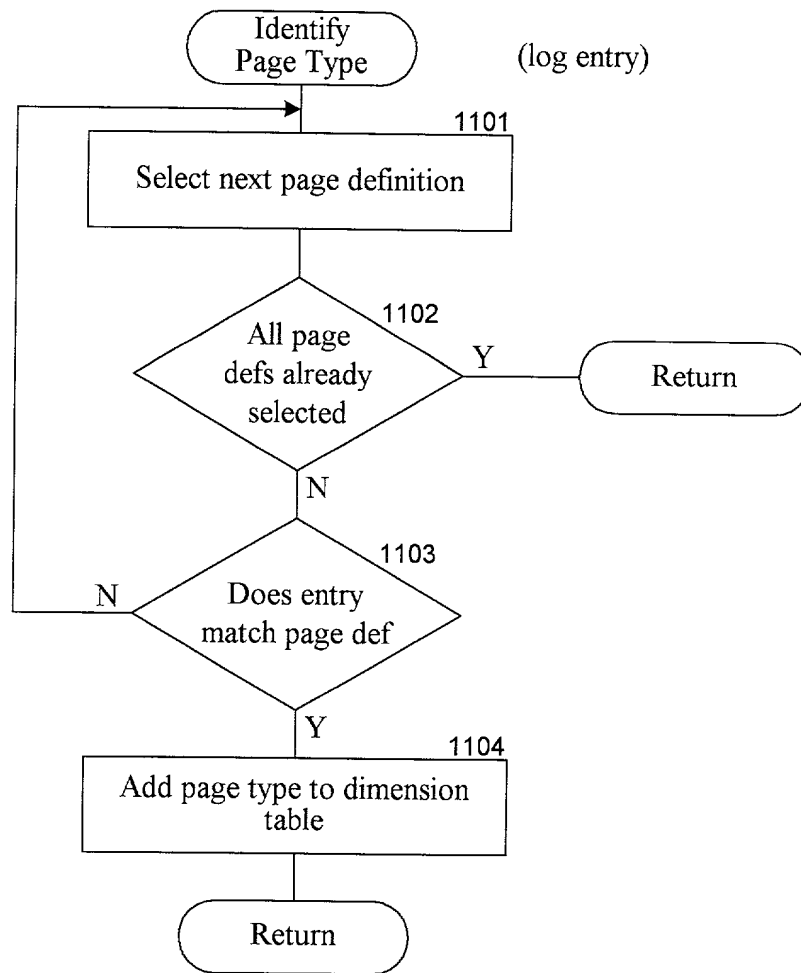 Identify
Page Type
(log entry)
1101
Select next page definition
1102
All page
defs already
selected
Y
Return
N
1103
N
Does entry
match page def
Y
1104
Add page type to dimension
table
Return